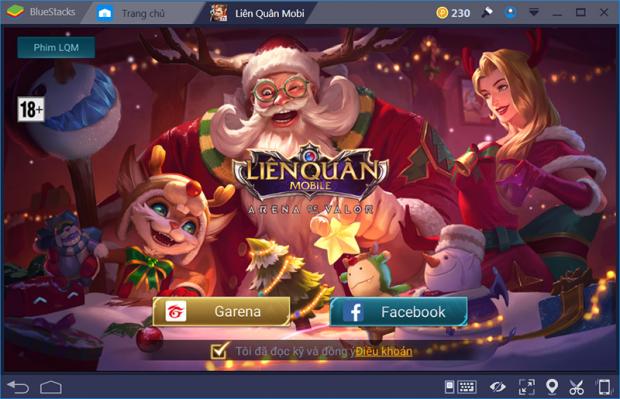 BlueStacks
Trang chủ
Liên Quân Mobi
230
Phim LQM
18+
LIÊN QUÂN
MOBILE
ARENA OF VALOR
Garena
Facebook
Tôi đã đọc kỹ và đồng ý Điều khoản